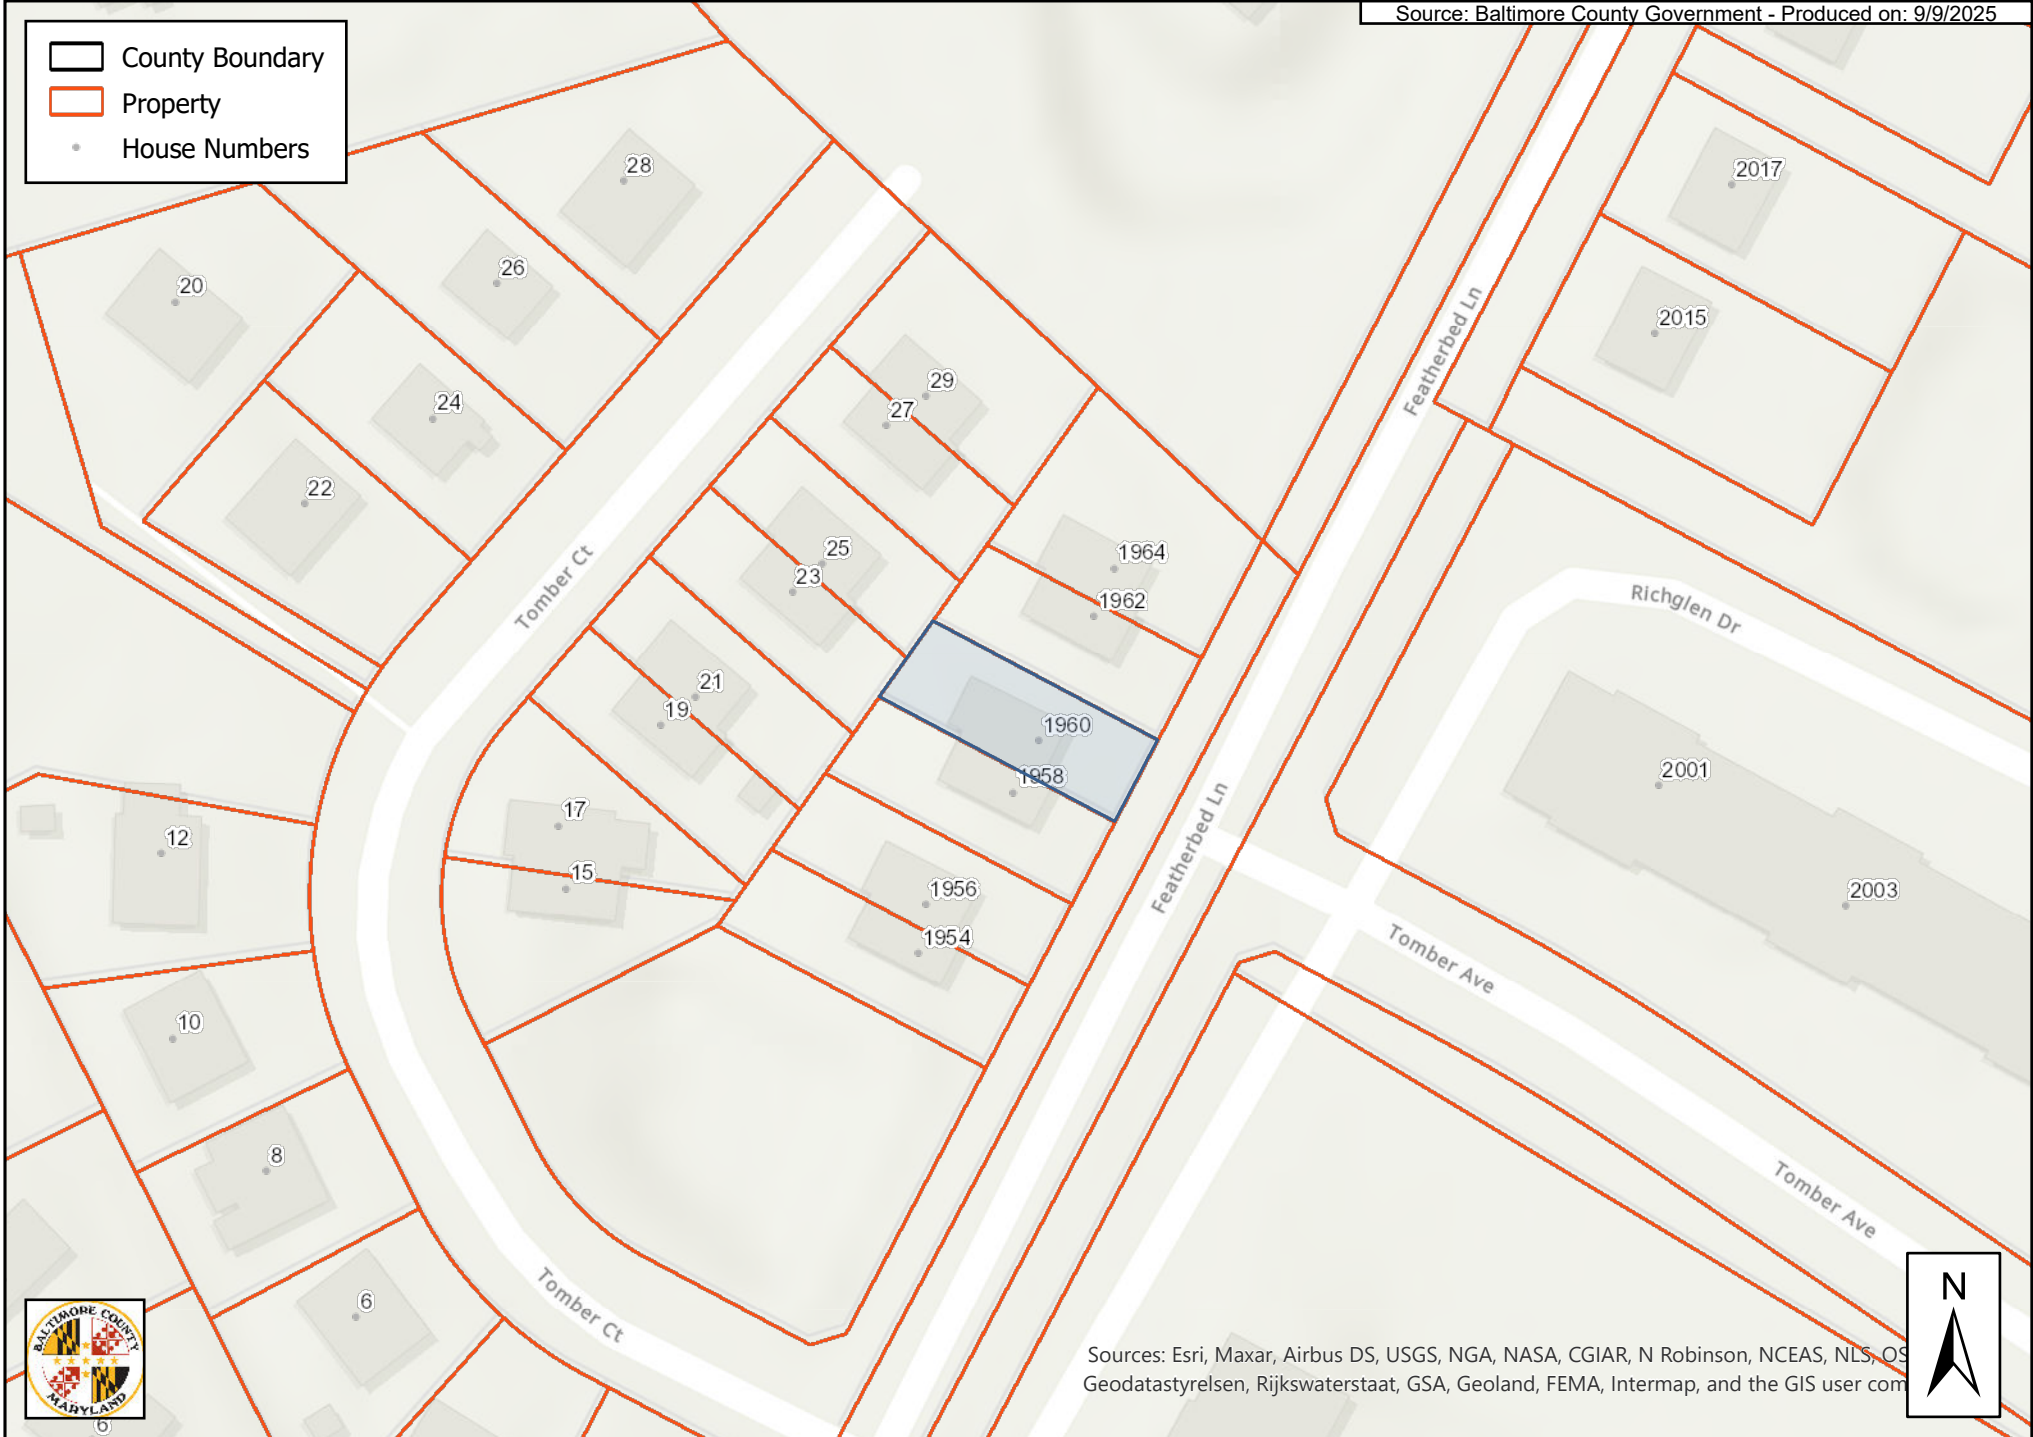 Source: Baltimore County Government - Produced on: 9/9/2025
County Boundary
Property
House Numbers
28
2017
26
20
2015
Featherbed Ln
29
24
27
22
25
1964
23
1962
Tomber Ct
Richglen Dr
21
19
1960
1958
2001
17
12
15
Featherbed Ln
1956
2003
1954
Tomber Ave
10
8
Tomber Ave
6
Tomber Ct
N
BALTIMORE COUNTY
MARYLAND
6
Sources: Esri, Maxar, Airbus DS, USGS, NGA, NASA, CGIAR, N Robinson, NCEAS, NLS, OS
Geodatastyrelsen, Rijkswaterstaat, GSA, Geoland, FEMA, Intermap, and the GIS user com